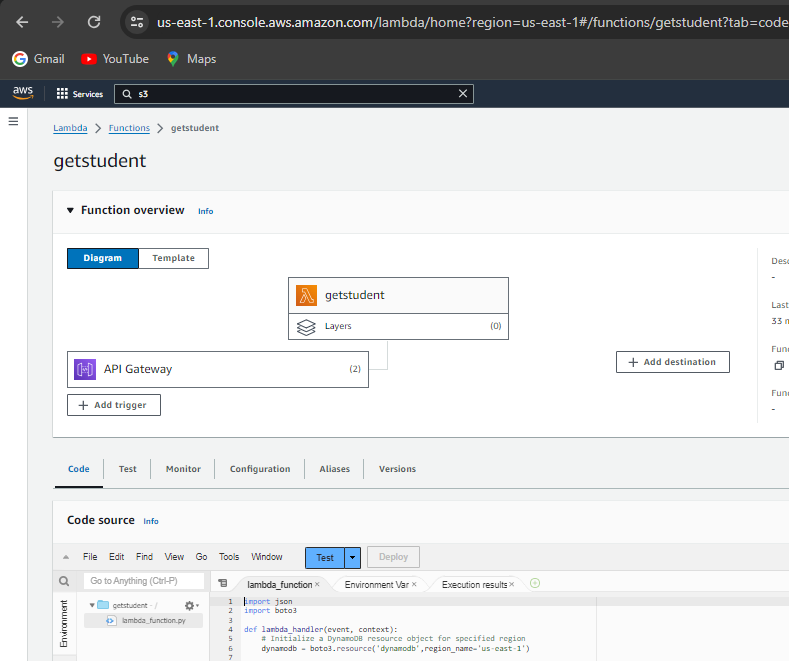 us-east-1.console.aws.amazon.com/lambda/home?region=us-east-1#/functions/getstudent?tab=code
Gmail YouTube Maps
aws Services s3
Lambda Functions getstudent
getstudent
Function overview Info
Diagram Template
getstudent
Layers (0)
API Gateway (2)
Add trigger
Add destination
Desc
-
Last
33 m
Func
Func
-
Code Test Monitor Configuration Aliases Versions
Code source Info
File Edit Find View Go Tools Window Test Deploy
Go to Anything (Ctrl-P)
lambda_function Environment Var Execution results
Environment
getstudent - /
lambda_function.py
1 import json
2 import boto3
3
4 def lambda_handler(event, context):
5 # Initialize a DynamoDB resource object for specified region
6 dynamodb = boto3.resource('dynamodb',region_name='us-east-1')
7